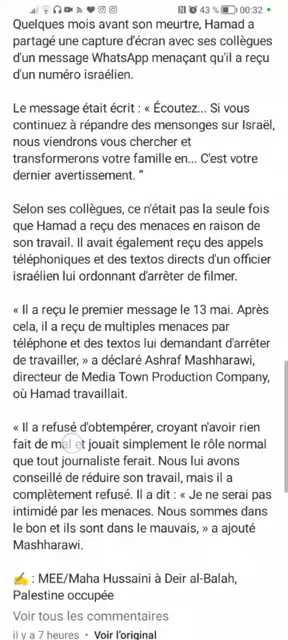 43 % 00:32
Quelques mois avant son meurtre, Hamad a
partagé une capture d'écran avec ses collègues
d'un message WhatsApp menaçant qu'il a reçu
d'un numéro israélien.
Le message était écrit : « Écoutez... Si vous
continuez à répandre des mensonges sur Israël,
nous viendrons vous chercher et
transformerons votre famille en... C'est votre
dernier avertissement. ”
Selon ses collègues, ce n'était pas la seule fois
que Hamad a reçu des menaces en raison de
son travail. Il avait également reçu des appels
téléphoniques et des textos directs d'un officier
israélien lui ordonnant d'arrêter de filmer.
« Il a reçu le premier message le 13 mai. Après
cela, il a reçu de multiples menaces par
téléphone et des textos lui demandant d'arrêter
de travailler, » a déclaré Ashraf Mashharawi,
directeur de Media Town Production Company,
où Hamad travaillait.
« Il a refusé d'obtempérer, croyant n'avoir rien
fait de mal et jouait simplement le rôle normal
que tout journaliste ferait. Nous lui avons
conseillé de réduire son travail, mais il a
complètement refusé. Il a dit : « Je ne serai pas
intimidé par les menaces. Nous sommes dans
le bon et ils sont dans le mauvais, » a ajouté
Mashharawi.
✍️ : MEE/Maha Hussaini à Deir al-Balah,
Palestine occupée
Voir tous les commentaires
il y a 7 heures • Voir l'original